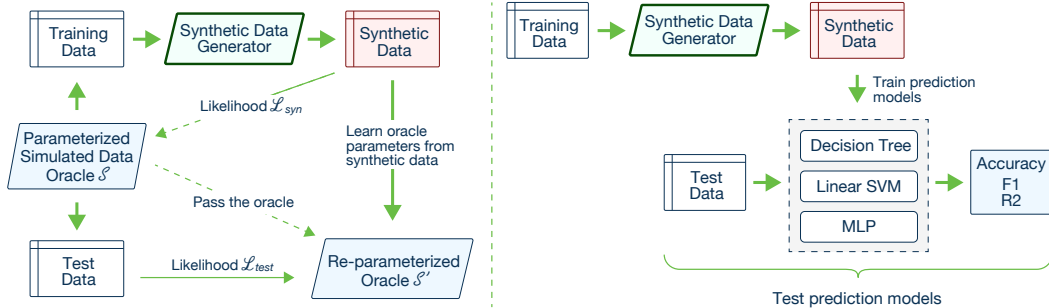 Training
Data
Synthetic Data
Generator
Synthetic
Data
Likelihood ℒsyn
Parameterized
Simulated Data
Oracle 𝒮
Learn oracle
parameters from
synthetic data
Pass the oracle
Test
Data
Likelihood ℒtest
Re-parameterized
Oracle 𝒮′
Training
Data
Synthetic Data
Generator
Synthetic
Data
Train prediction
models
Test
Data
Decision Tree
Linear SVM
MLP
Accuracy
F1
R2
Test prediction models